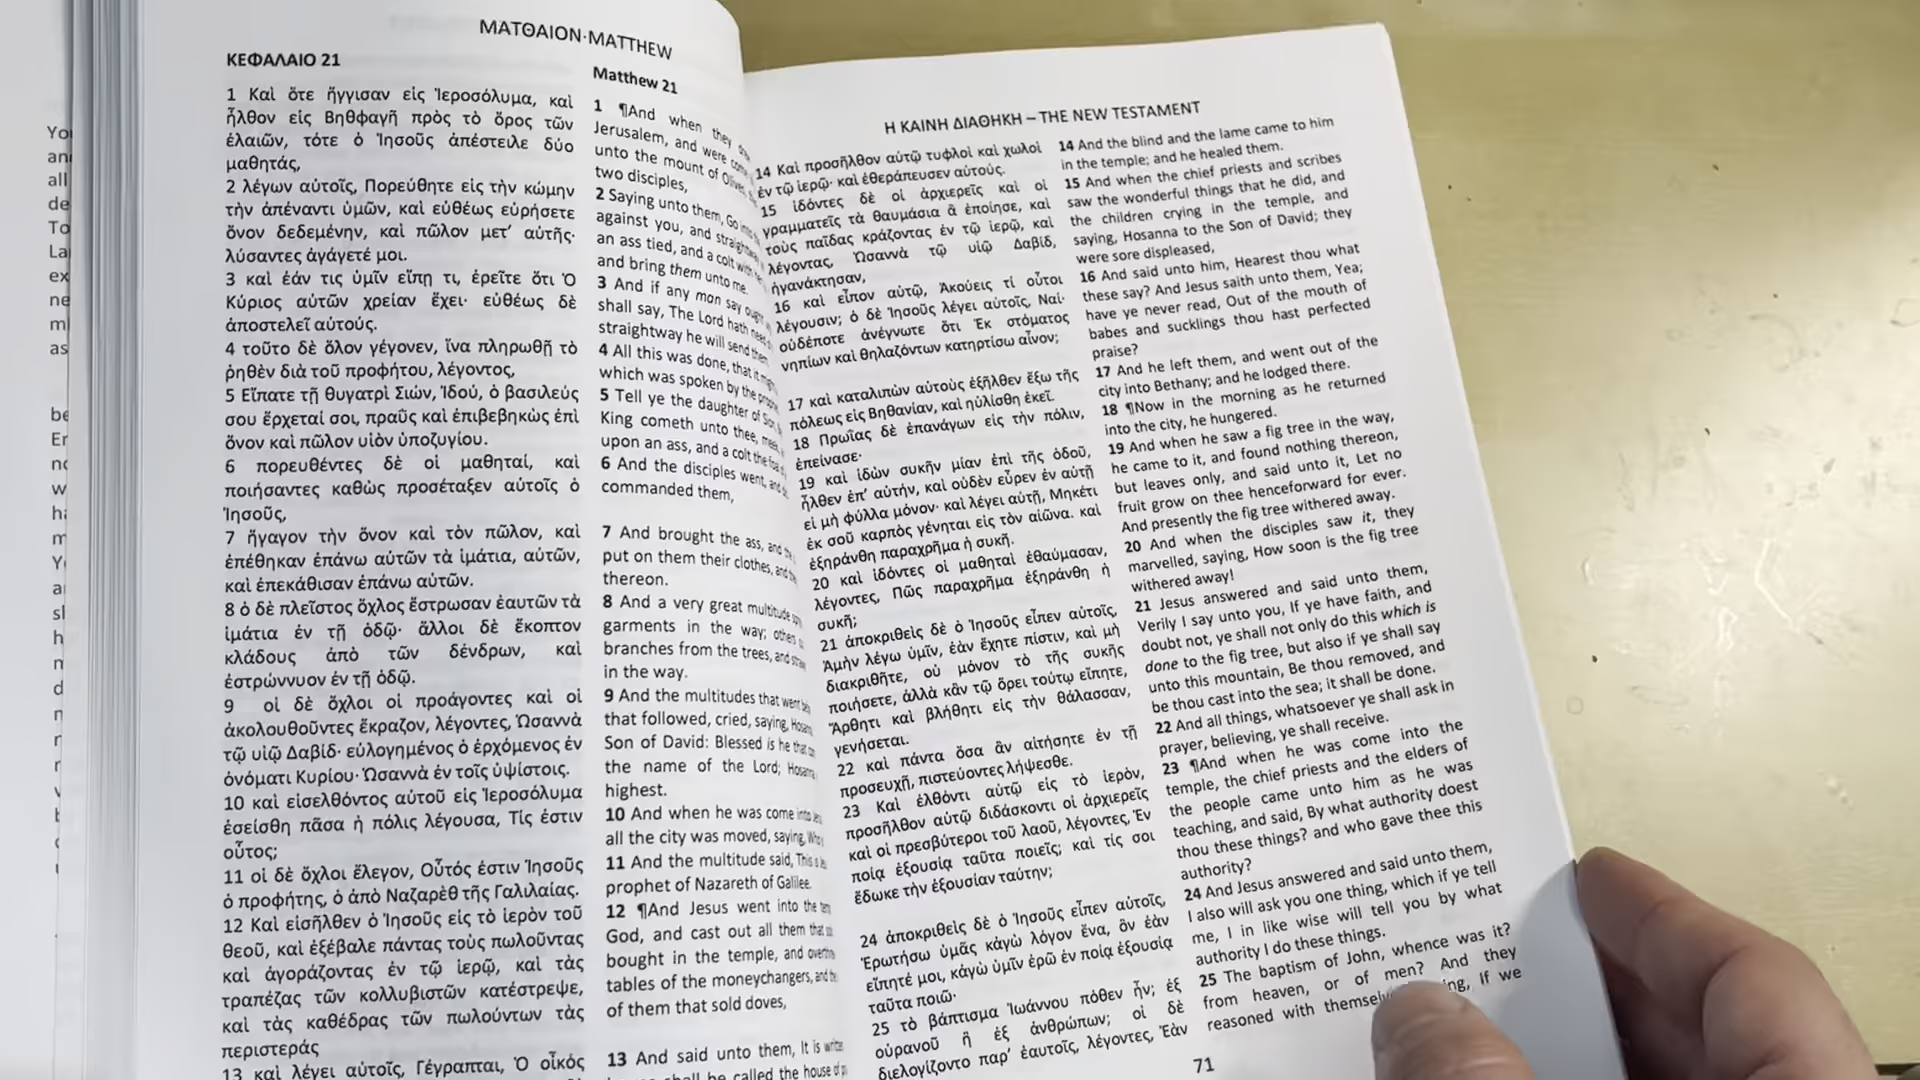 ΜΑΤΘΑΙΟΝ·MATTHEW
ΚΕΦΑΛΑΙΟ 21
1 Καὶ ὅτε ἤγγισαν εἰς Ἱεροσόλυμα, καὶ
ἦλθον εἰς Βηθφαγῆ πρὸς τὸ ὄρος τῶν
ἐλαιῶν, τότε ὁ Ἰησοῦς ἀπέστειλε δύο
μαθητάς,
2 λέγων αὐτοῖς, Πορεύθητε εἰς τὴν κώμην
τὴν ἀπέναντι ὑμῶν, καὶ εὐθέως εὑρήσετε
ὄνον δεδεμένην, καὶ πῶλον μετ’ αὐτῆς·
λύσαντες ἀγάγετέ μοι.
3 καὶ ἐάν τις ὑμῖν εἴπῃ τι, ἐρεῖτε ὅτι Ὁ
Κύριος αὐτῶν χρείαν ἔχει· εὐθέως δὲ
ἀποστελεῖ αὐτούς.
4 τοῦτο δὲ ὅλον γέγονεν, ἵνα πληρωθῇ τὸ
ῥηθὲν διὰ τοῦ προφήτου, λέγοντος,
5 Εἴπατε τῇ θυγατρὶ Σιών, Ἰδού, ὁ βασιλεύς
σου ἔρχεταί σοι, πραῢς καὶ ἐπιβεβηκὼς ἐπὶ
ὄνον καὶ πῶλον υἱὸν ὑποζυγίου.
6 πορευθέντες δὲ οἱ μαθηταί, καὶ
ποιήσαντες καθὼς προσέταξεν αὐτοῖς ὁ
Ἰησοῦς,
7 ἤγαγον τὴν ὄνον καὶ τὸν πῶλον, καὶ
ἐπέθηκαν ἐπάνω αὐτῶν τὰ ἱμάτια, αὐτῶν,
καὶ ἐπεκάθισαν ἐπάνω αὐτῶν.
8 ὁ δὲ πλεῖστος ὄχλος ἔστρωσαν ἑαυτῶν τὰ
ἱμάτια ἐν τῇ ὁδῷ· ἄλλοι δὲ ἔκοπτον
κλάδους ἀπὸ τῶν δένδρων, καὶ
ἐστρώννυον ἐν τῇ ὁδῷ.
9 οἱ δὲ ὄχλοι οἱ προάγοντες καὶ οἱ
ἀκολουθοῦντες ἔκραζον, λέγοντες, Ὡσαννὰ
τῷ υἱῷ Δαβίδ· εὐλογημένος ὁ ἐρχόμενος ἐν
ὀνόματι Κυρίου· Ὡσαννὰ ἐν τοῖς ὑψίστοις.
10 καὶ εἰσελθόντος αὐτοῦ εἰς Ἱεροσόλυμα
ἐσείσθη πᾶσα ἡ πόλις λέγουσα, Τίς ἐστιν
οὗτος;
11 οἱ δὲ ὄχλοι ἔλεγον, Οὗτός ἐστιν Ἰησοῦς
ὁ προφήτης, ὁ ἀπὸ Ναζαρὲθ τῆς Γαλιλαίας.
12 Καὶ εἰσῆλθεν ὁ Ἰησοῦς εἰς τὸ ἱερὸν τοῦ
θεοῦ, καὶ ἐξέβαλε πάντας τοὺς πωλοῦντας
καὶ ἀγοράζοντας ἐν τῷ ἱερῷ, καὶ τὰς
τραπέζας τῶν κολλυβιστῶν κατέστρεψε,
καὶ τὰς καθέδρας τῶν πωλούντων τὰς
περιστεράς
13 καὶ λέγει αὐτοῖς, Γέγραπται, Ὁ οἶκός
Matthew 21
1 ¶And when they
Jerusalem, and were
unto the mount of
two disciples,
2 Saying unto them, Go
against you, and
an ass tied, and a colt with
and bring them unto me.
3 And if any man say ought
shall say, The Lord hath need
straightway he will send them.
4 All this was done, that it
which was spoken by the
5 Tell ye the daughter of
King cometh unto thee,
upon an ass, and a colt the
6 And the disciples went, and
commanded them,
7 And brought the ass, and the
put on them their clothes, and
thereon.
8 And a very great multitude
garments in the way; others
branches from the trees, and
in the way.
9 And the multitudes that went
that followed, cried, saying,
Son of David: Blessed is he that
the name of the Lord;
highest.
10 And when he was come into
all the city was moved, saying,
11 And the multitude said, This is
prophet of Nazareth of Galilee.
12 ¶And Jesus went into the
God, and cast out all them that
bought in the temple, and
tables of the moneychangers, and
of them that sold doves,
13 And said unto them, It is
shall be called the house of
Η ΚΑΙΝΗ ΔΙΑΘΗΚΗ – THE NEW TESTAMENT
14 Καὶ προσῆλθον αὐτῷ τυφλοὶ καὶ χωλοὶ
ἐν τῷ ἱερῷ· καὶ ἐθεράπευσεν αὐτούς.
15 ἰδόντες δὲ οἱ ἀρχιερεῖς καὶ οἱ
γραμματεῖς τὰ θαυμάσια ἃ ἐποίησε, καὶ
τοὺς παῖδας κράζοντας ἐν τῷ ἱερῷ, καὶ
λέγοντας, Ὡσαννὰ τῷ υἱῷ Δαβίδ,
ἠγανάκτησαν,
16 καὶ εἶπον αὐτῷ, Ἀκούεις τί οὗτοι
λέγουσιν; ὁ δὲ Ἰησοῦς λέγει αὐτοῖς, Ναί·
οὐδέποτε ἀνέγνωτε ὅτι Ἐκ στόματος
νηπίων καὶ θηλαζόντων κατηρτίσω αἶνον;
17 καὶ καταλιπὼν αὐτοὺς ἐξῆλθεν ἔξω τῆς
πόλεως εἰς Βηθανίαν, καὶ ηὐλίσθη ἐκεῖ.
18 Πρωΐας δὲ ἐπανάγων εἰς τὴν πόλιν,
ἐπείνασε·
19 καὶ ἰδὼν συκῆν μίαν ἐπὶ τῆς ὁδοῦ,
ἦλθεν ἐπ’ αὐτήν, καὶ οὐδὲν εὗρεν ἐν αὐτῇ
εἰ μὴ φύλλα μόνον· καὶ λέγει αὐτῇ, Μηκέτι
ἐκ σοῦ καρπὸς γένηται εἰς τὸν αἰῶνα. καὶ
ἐξηράνθη παραχρῆμα ἡ συκῆ.
20 καὶ ἰδόντες οἱ μαθηταὶ ἐθαύμασαν,
λέγοντες, Πῶς παραχρῆμα ἐξηράνθη ἡ
συκῆ;
21 ἀποκριθεὶς δὲ ὁ Ἰησοῦς εἶπεν αὐτοῖς,
Ἀμὴν λέγω ὑμῖν, ἐὰν ἔχητε πίστιν, καὶ μὴ
διακριθῆτε, οὐ μόνον τὸ τῆς συκῆς
ποιήσετε, ἀλλὰ κἂν τῷ ὄρει τούτῳ εἴπητε,
Ἄρθητι καὶ βλήθητι εἰς τὴν θάλασσαν,
γενήσεται.
22 καὶ πάντα ὅσα ἂν αἰτήσητε ἐν τῇ
προσευχῇ, πιστεύοντες λήψεσθε.
23 Καὶ ἐλθόντι αὐτῷ εἰς τὸ ἱερόν,
προσῆλθον αὐτῷ διδάσκοντι οἱ ἀρχιερεῖς
καὶ οἱ πρεσβύτεροι τοῦ λαοῦ, λέγοντες, Ἐν
ποίᾳ ἐξουσίᾳ ταῦτα ποιεῖς; καὶ τίς σοι
ἔδωκε τὴν ἐξουσίαν ταύτην;
24 ἀποκριθεὶς δὲ ὁ Ἰησοῦς εἶπεν αὐτοῖς,
Ἐρωτήσω ὑμᾶς κἀγὼ λόγον ἕνα, ὃν ἐὰν
εἴπητέ μοι, κἀγὼ ὑμῖν ἐρῶ ἐν ποίᾳ ἐξουσίᾳ
ταῦτα ποιῶ·
25 τὸ βάπτισμα Ἰωάννου πόθεν ἦν; ἐξ
οὐρανοῦ ἢ ἐξ ἀνθρώπων; οἱ δὲ
διελογίζοντο παρ’ ἑαυτοῖς, λέγοντες, Ἐὰν
14 And the blind and the lame came to him
in the temple; and he healed them.
15 And when the chief priests and scribes
saw the wonderful things that he did, and
the children crying in the temple, and
saying, Hosanna to the Son of David; they
were sore displeased,
16 And said unto him, Hearest thou what
these say? And Jesus saith unto them, Yea;
have ye never read, Out of the mouth of
babes and sucklings thou hast perfected
praise?
17 And he left them, and went out of the
city into Bethany; and he lodged there.
18 ¶Now in the morning as he returned
into the city, he hungered.
19 And when he saw a fig tree in the way,
he came to it, and found nothing thereon,
but leaves only, and said unto it, Let no
fruit grow on thee henceforward for ever.
And presently the fig tree withered away.
20 And when the disciples saw it, they
marvelled, saying, How soon is the fig tree
withered away!
21 Jesus answered and said unto them,
Verily I say unto you, If ye have faith, and
doubt not, ye shall not only do this which is
done to the fig tree, but also if ye shall say
unto this mountain, Be thou removed, and
be thou cast into the sea; it shall be done.
22 And all things, whatsoever ye shall ask in
prayer, believing, ye shall receive.
23 ¶And when he was come into the
temple, the chief priests and the elders of
the people came unto him as he was
teaching, and said, By what authority doest
thou these things? and who gave thee this
authority?
24 And Jesus answered and said unto them,
I also will ask you one thing, which if ye tell
me, I in like wise will tell you by what
authority I do these things.
25 The baptism of John, whence was it?
from heaven, or of men? And they
reasoned with If we
71